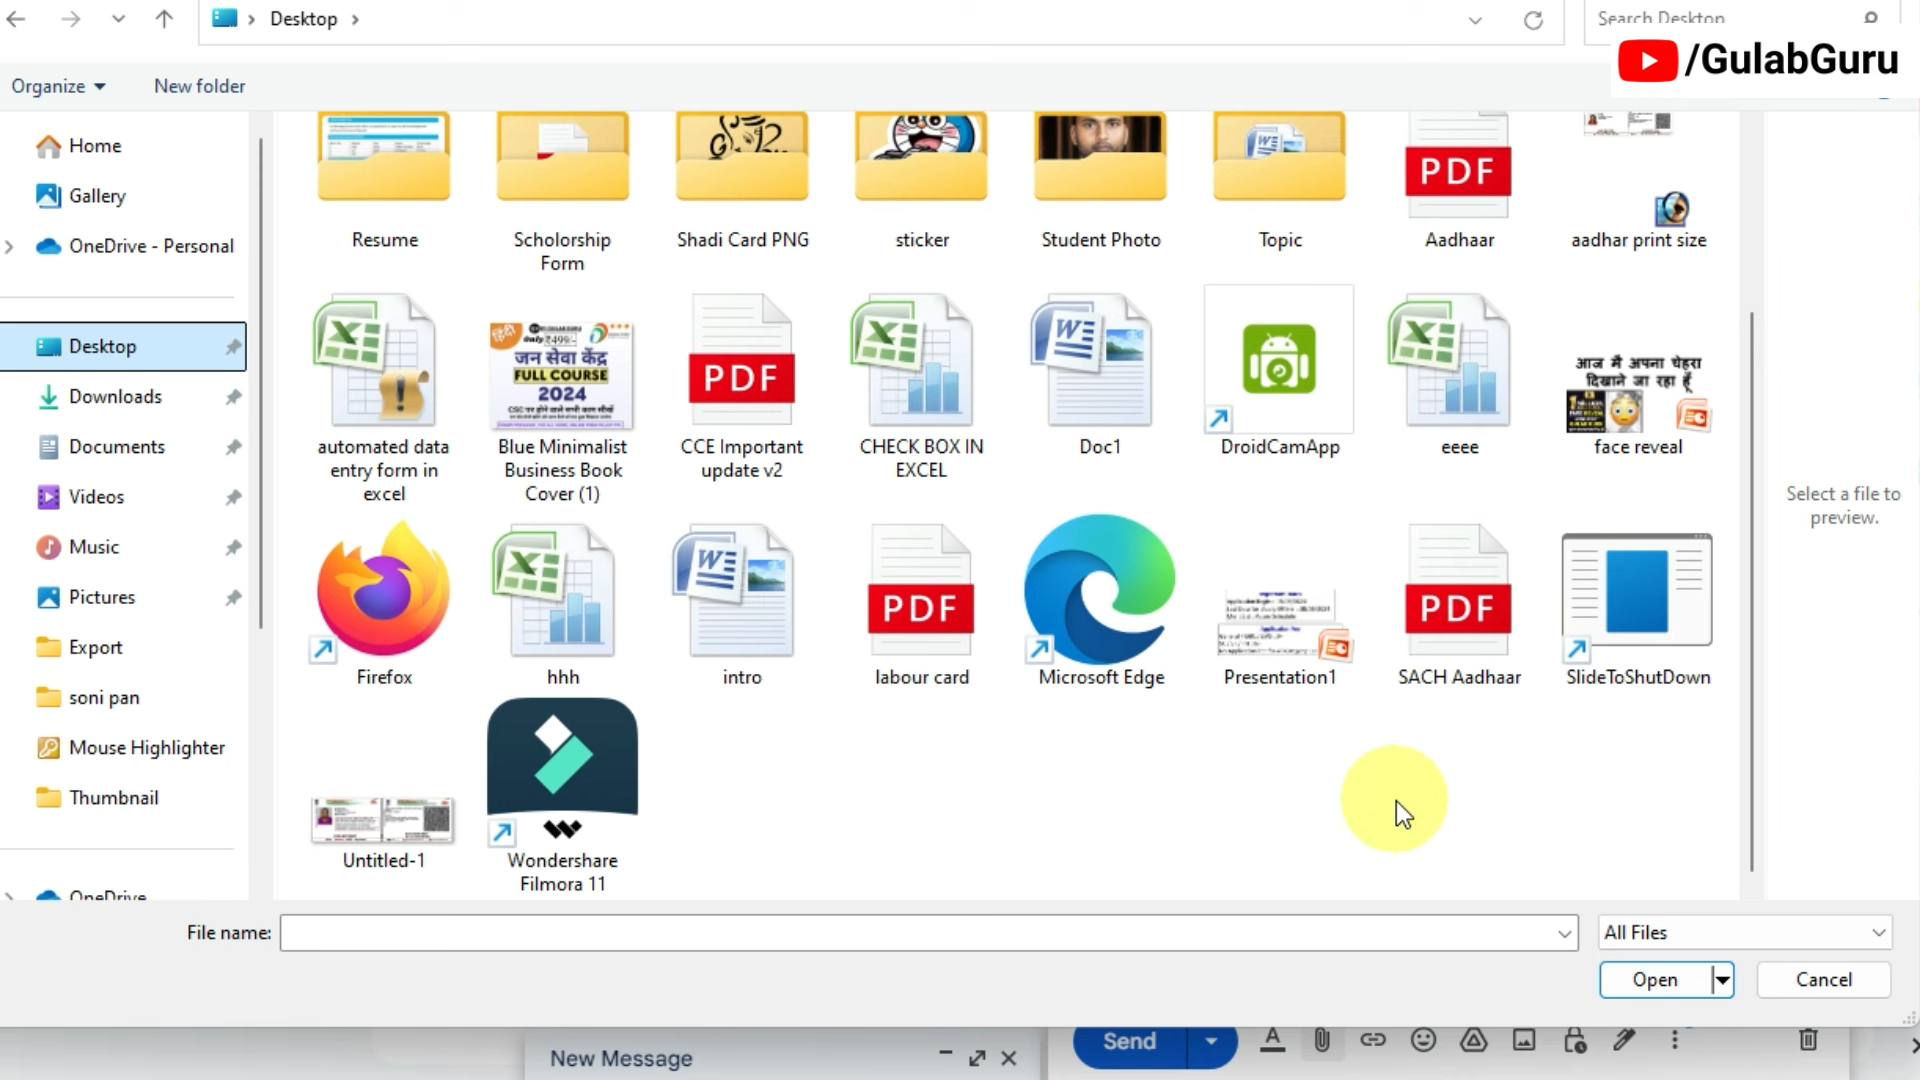 Desktop
Search Desktop
/GulabGuru
Organize
New folder
Home
Gallery
OneDrive - Personal
Desktop
Downloads
Documents
Videos
Music
Pictures
Export
soni pan
Mouse Highlighter
Thumbnail
OneDrive
PDF
Resume
Scholorship
Form
Shadi Card PNG
sticker
Student Photo
Topic
Aadhaar
aadhar print size
हिंदी
Only ₹499/-
जन सेवा केंद्र
FULL COURSE
2024
CSC पर होने वाले सभी काम सीखें
PDF
आज मै अपना चेहरा
दिखाने जा रहा हूँ
automated data
entry form in
excel
Blue Minimalist
Business Book
Cover (1)
CCE Important
update v2
CHECK BOX IN
EXCEL
Doc1
DroidCamApp
eeee
face reveal
PDF
PDF
Firefox
hhh
intro
labour card
Microsoft Edge
Presentation1
SACH Aadhaar
SlideToShutDown
Untitled-1
Wondershare
Filmora 11
Select a file to
preview.
File name:
All Files
Open
Cancel
New Message
Send